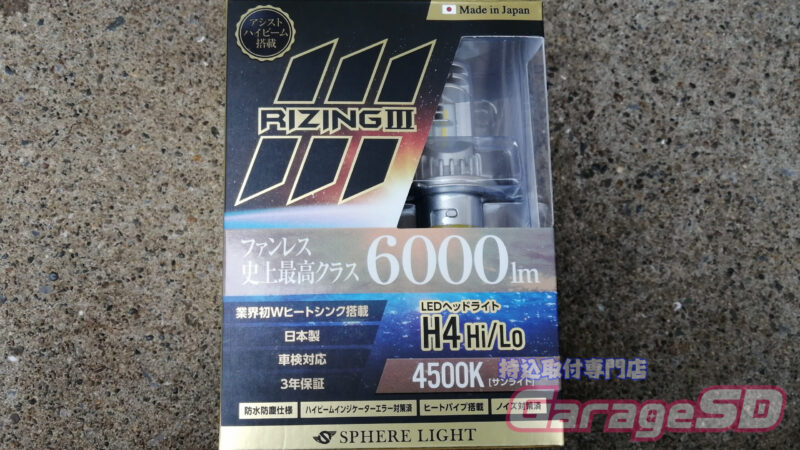 アシスト
ハイビーム
搭載
Made in Japan
RIZING III
ファンレス
史上最高クラス
6000lm
業界初Wヒートシンク搭載
日本製
車検対応
3年保証
LEDヘッドライト
H4 Hi/Lo
4500K [サンライト]
防水防塵仕様
ハイビームインジケーターエラー対策済
ヒートパイプ搭載
ノイズ対策済
SPHERE LIGHT
持込取付専門店
GarageSD